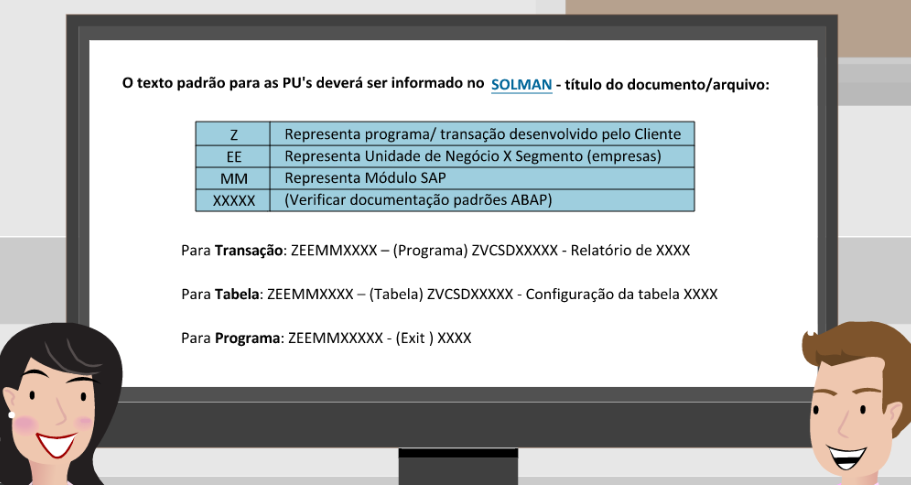 O texto padrão para as PU's deverá ser informado no SOLMAN - título do documento/arquivo:
Z Representa programa/ transação desenvolvido pelo Cliente
EE Representa Unidade de Negócio X Segmento (empresas)
MM Representa Módulo SAP
XXXXX (Verificar documentação padrões ABAP)
Para Transação: ZEEMMXXXX – (Programa) ZVCSDXXXXX - Relatório de XXXX
Para Tabela: ZEEMMXXXX – (Tabela) ZVCSDXXXXX - Configuração da tabela XXXX
Para Programa: ZEEMMXXXXX - (Exit ) XXXX